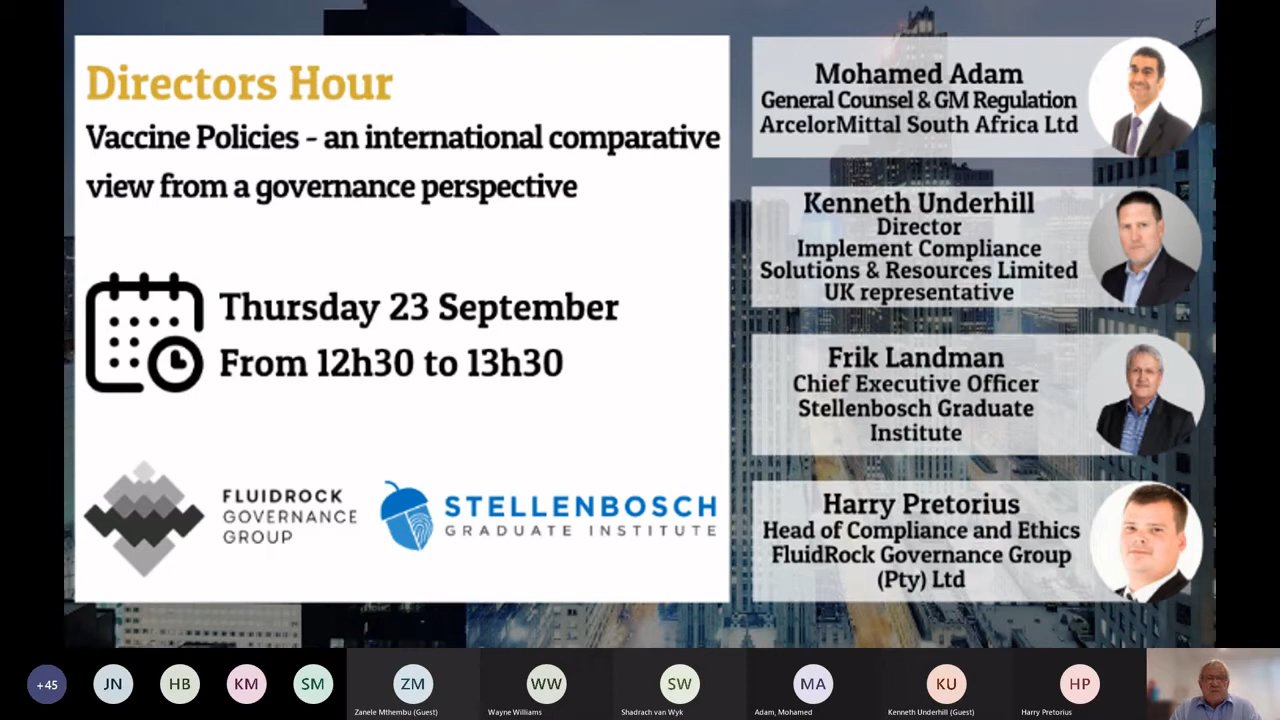 Directors Hour
Vaccine Policies - an international comparative
view from a governance perspective
Thursday 23 September
From 12h30 to 13h30
FLUIDROCK
GOVERNANCE
GROUP
STELLENBOSCH
GRADUATE INSTITUTE
Mohamed Adam
General Counsel & GM Regulation
ArcelorMittal South Africa Ltd
Kenneth Underhill
Director
Implement Compliance
Solutions & Resources Limited
UK representative
Frik Landman
Chief Executive Officer
Stellenbosch Graduate
Institute
Harry Pretorius
Head of Compliance and Ethics
FluidRock Governance Group
(Pty) Ltd
+45
JN
HB
KM
SM
ZM
Zanele Mthembu (Guest)
WW
Wayne Williams
SW
Shadrach van Wyk
MA
Adam, Mohamed
KU
Kenneth Underhill (Guest)
HP
Harry Pretorius